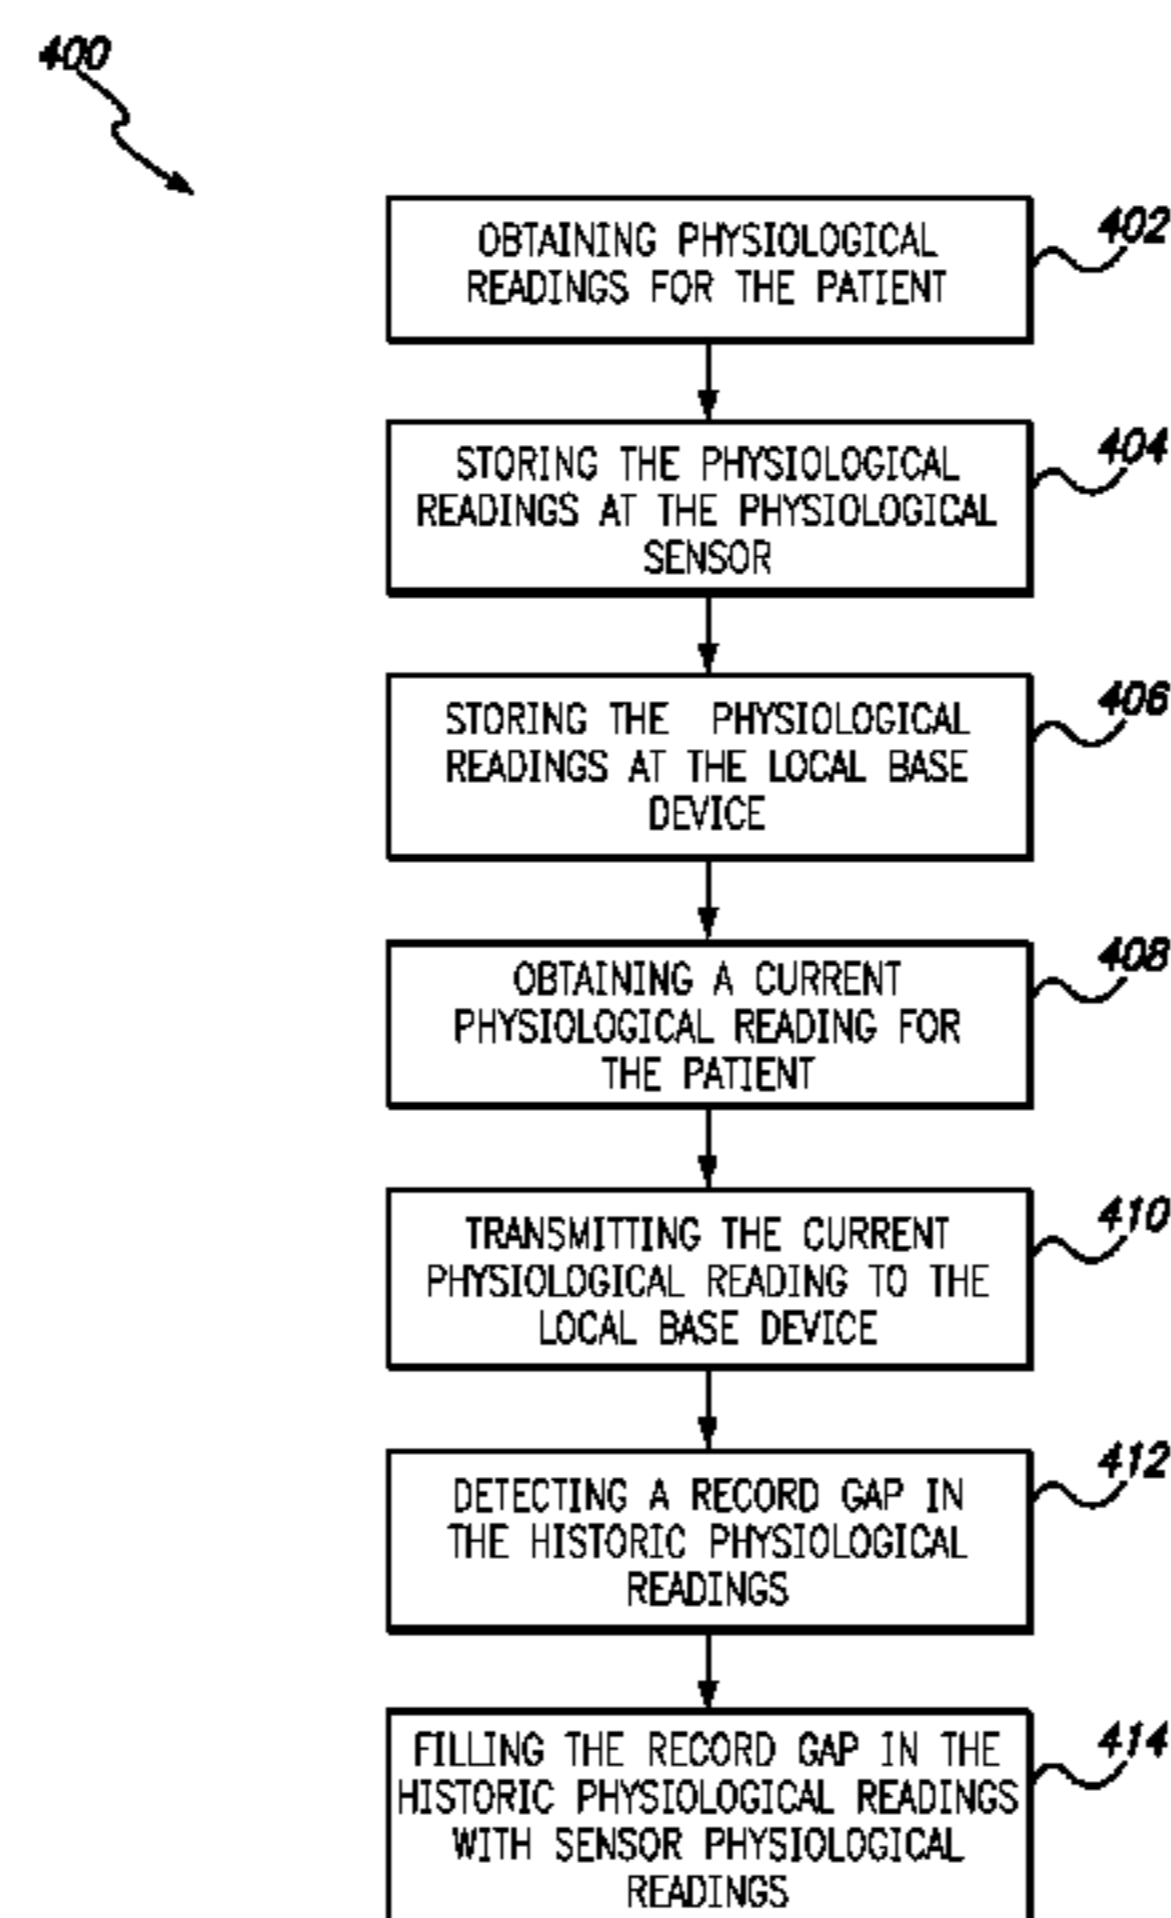 400
OBTAINING PHYSIOLOGICAL
READINGS FOR THE PATIENT
402
STORING THE PHYSIOLOGICAL
READINGS AT THE PHYSIOLOGICAL
SENSOR
404
STORING THE PHYSIOLOGICAL
READINGS AT THE LOCAL BASE
DEVICE
406
OBTAINING A CURRENT
PHYSIOLOGICAL READING FOR
THE PATIENT
408
TRANSMITTING THE CURRENT
PHYSIOLOGICAL READING TO THE
LOCAL BASE DEVICE
410
DETECTING A RECORD GAP IN
THE HISTORIC PHYSIOLOGICAL
READINGS
412
FILLING THE RECORD GAP IN THE
HISTORIC PHYSIOLOGICAL READINGS
WITH SENSOR PHYSIOLOGICAL
READINGS
414